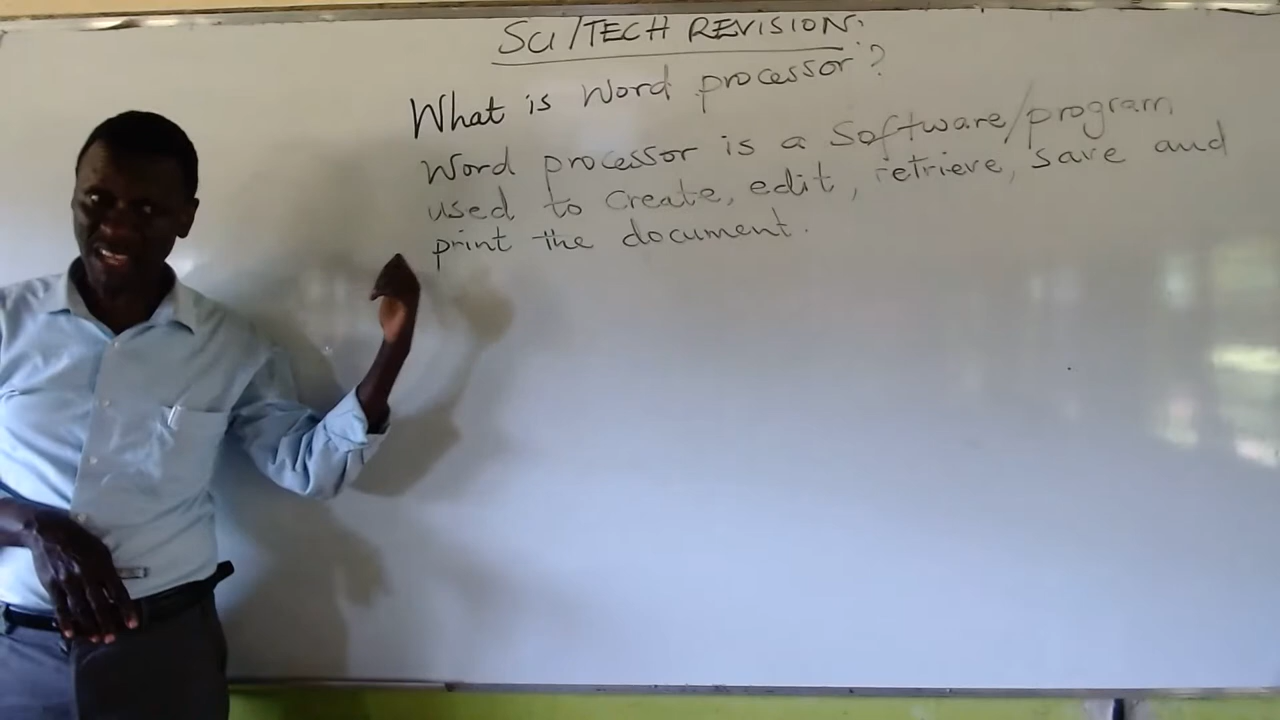 SCI/TECH REVISION.
What is Word processor?
Word processor is a Software/program
used to create, edit, retrieve, save and
print the document.